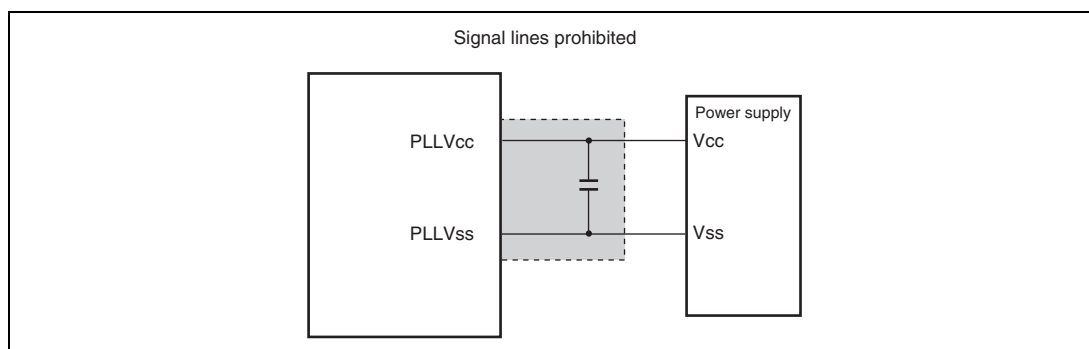 Signal lines prohibited
Power supply
PLLVcc
Vcc
PLLVss
Vss